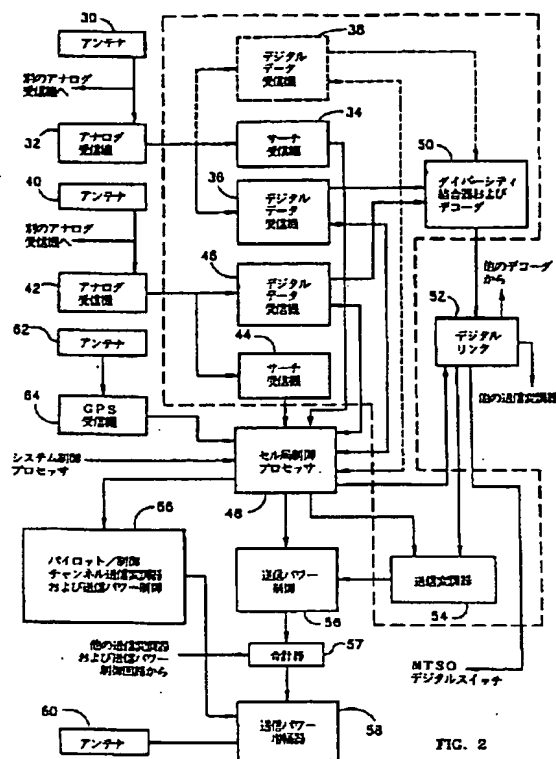 30
アンテナ
別のアナログ
受信機へ
32
アナログ
受信機
40
アンテナ
別のアナログ
受信機へ
42
アナログ
受信機
62
アンテナ
64
GPS
受信機
システム制御
プロセッサ
38
デジタル
データ
受信機
34
サーチ
受信機
36
デジタル
データ
受信機
46
デジタル
データ
受信機
44
サーチ
受信機
50
ダイバーシティ
結合器および
デコーダ
他のデコーダ
から
52
デジタル
リンク
他の送信変調器
セル局制御
プロセッサ
48
66
パイロット/制御
チャンネル送信変調器
および送信パワー制御
送信パワー
制御
56
送信変調器
54
他の送信変調器
および送信パワー
制御回路から
合計器
57
MTSO
デジタルスイッチ
60
アンテナ
送信パワー
増幅器
58
FIG. 2